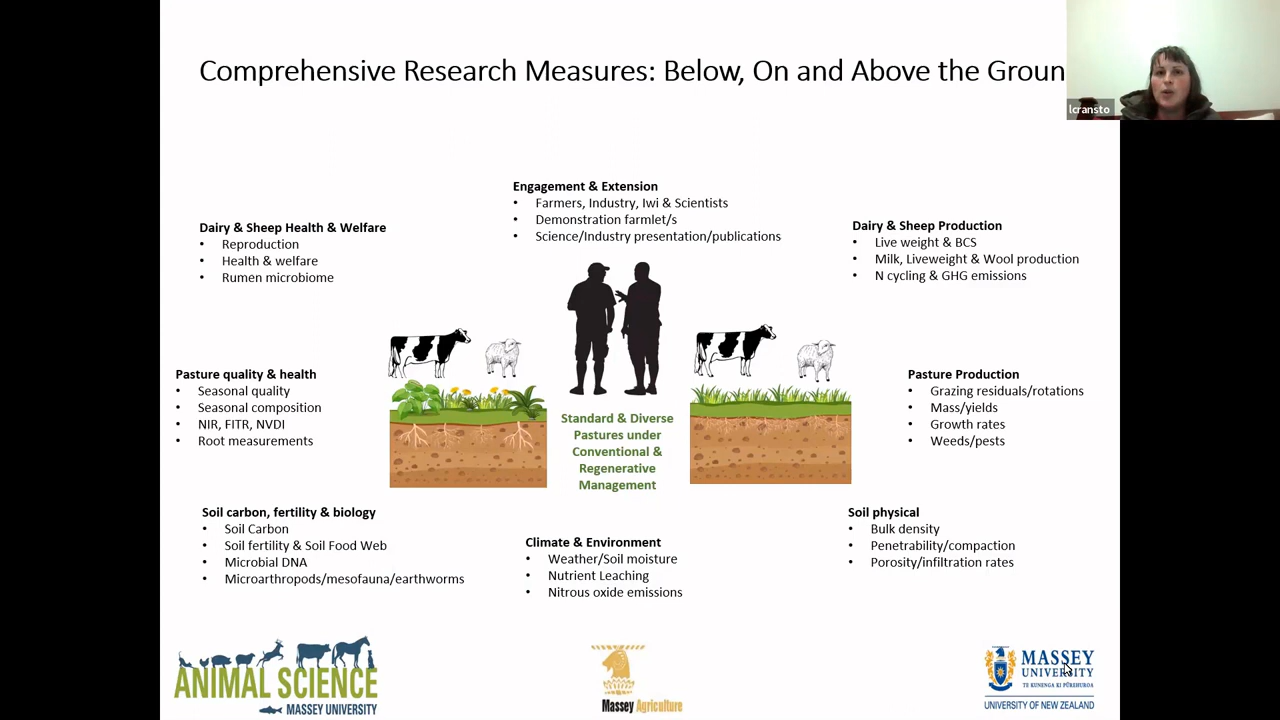 Comprehensive Research Measures: Below, On and Above the Groun
lcransto
Engagement & Extension
• Farmers, Industry, Iwi & Scientists
• Demonstration farmlet/s
• Science/Industry presentation/publications
Dairy & Sheep Health & Welfare
• Reproduction
• Health & welfare
• Rumen microbiome
Dairy & Sheep Production
• Live weight & BCS
• Milk, Liveweight & Wool production
• N cycling & GHG emissions
Pasture quality & health
• Seasonal quality
• Seasonal composition
• NIR, FITR, NVDI
• Root measurements
Standard & Diverse
Pastures under
Conventional &
Regenerative
Management
Pasture Production
• Grazing residuals/rotations
• Mass/yields
• Growth rates
• Weeds/pests
Soil carbon, fertility & biology
• Soil Carbon
• Soil fertility & Soil Food Web
• Microbial DNA
• Microarthropods/mesofauna/earthworms
Climate & Environment
• Weather/Soil moisture
• Nutrient Leaching
• Nitrous oxide emissions
Soil physical
• Bulk density
• Penetrability/compaction
• Porosity/infiltration rates
ANIMAL SCIENCE
MASSEY UNIVERSITY
Massey Agriculture
MASSEY
UNIVERSITY
TE KUNENGA KI PŪREHUROA
UNIVERSITY OF NEW ZEALAND